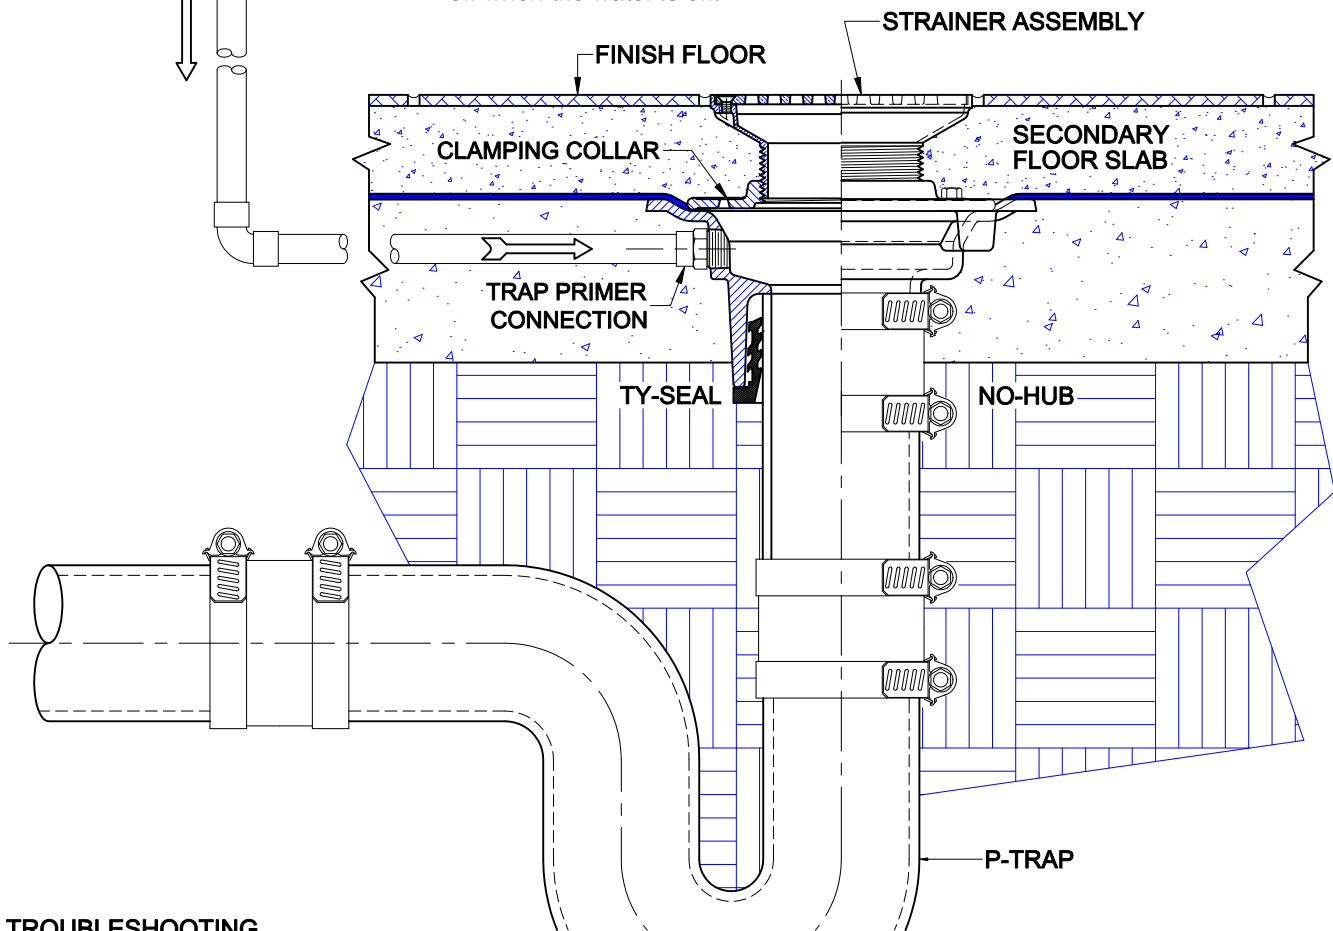 STRAINER ASSEMBLY
FINISH FLOOR
SECONDARY
FLOOR SLAB
CLAMPING COLLAR
TRAP PRIMER
CONNECTION
TY-SEAL
NO-HUB
P-TRAP
TROUBLESHOOTING